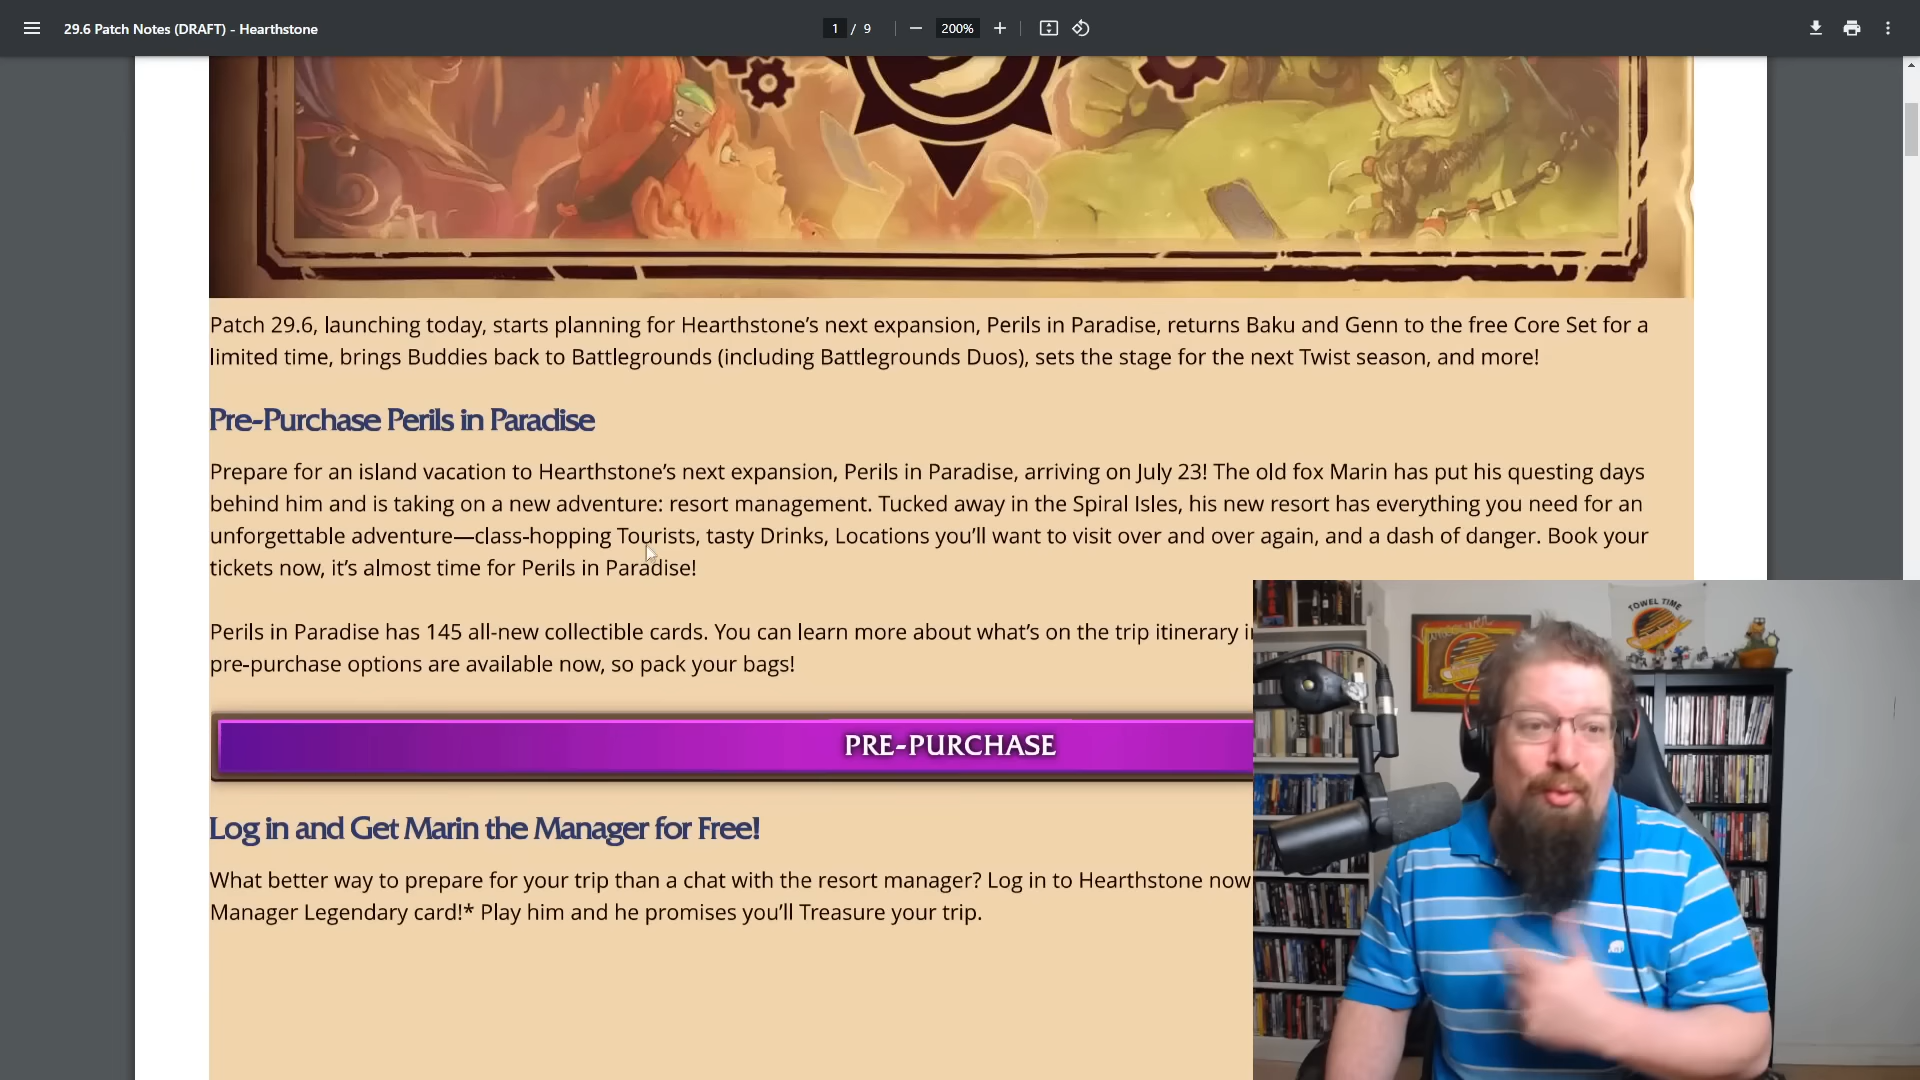 29.6 Patch Notes (DRAFT) - Hearthstone
1 / 9
200%
Patch 29.6, launching today, starts planning for Hearthstone’s next expansion, Perils in Paradise, returns Baku and Genn to the free Core Set for a
limited time, brings Buddies back to Battlegrounds (including Battlegrounds Duos), sets the stage for the next Twist season, and more!
Pre-Purchase Perils in Paradise
Prepare for an island vacation to Hearthstone’s next expansion, Perils in Paradise, arriving on July 23! The old fox Marin has put his questing days
behind him and is taking on a new adventure: resort management. Tucked away in the Spiral Isles, his new resort has everything you need for an
unforgettable adventure—class-hopping Tourists, tasty Drinks, Locations you’ll want to visit over and over again, and a dash of danger. Book your
tickets now, it’s almost time for Perils in Paradise!
Perils in Paradise has 145 all-new collectible cards. You can learn more about what’s on the trip itinerary
pre-purchase options are available now, so pack your bags!
TOWEL TIME
PRE-PURCHASE
Log in and Get Marin the Manager for Free!
What better way to prepare for your trip than a chat with the resort manager? Log in to Hearthstone now
Manager Legendary card!* Play him and he promises you’ll Treasure your trip.